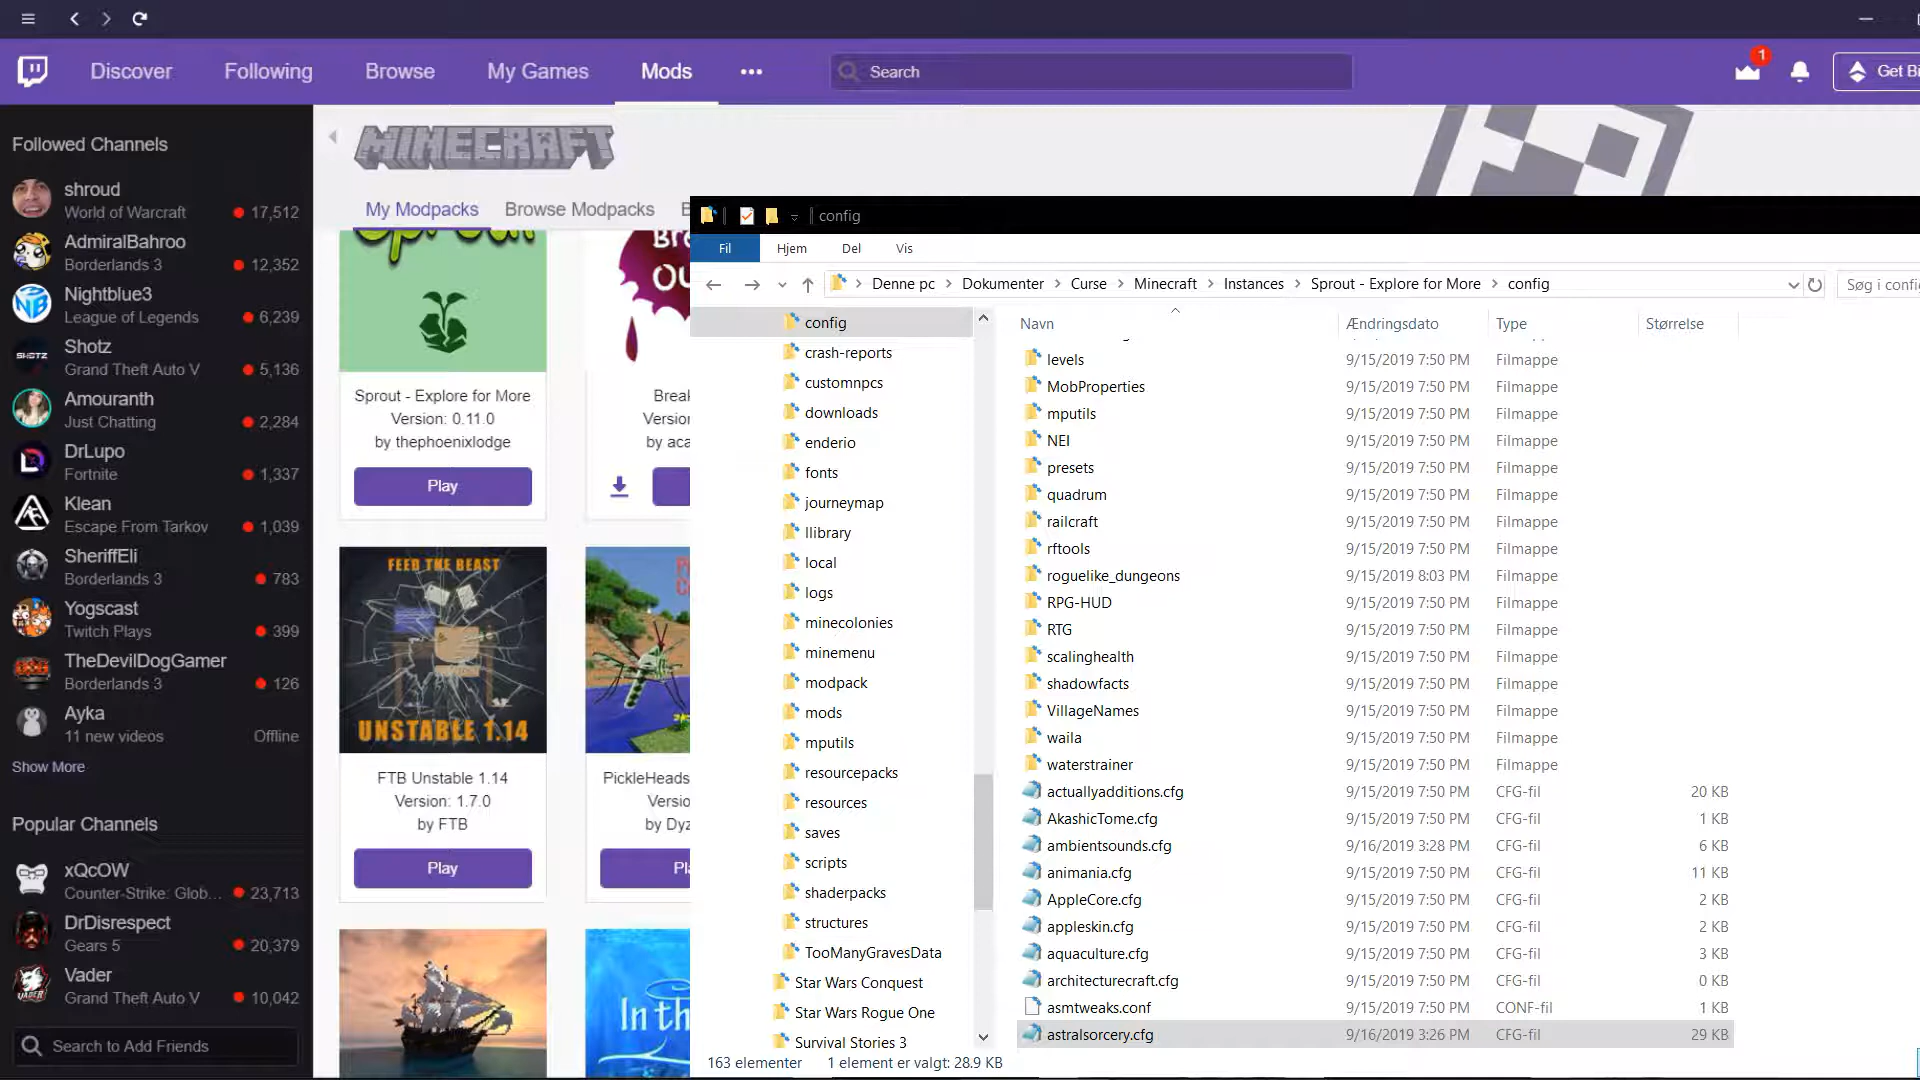 Discover
Following
Browse
My Games
Mods
Search
1
Get Bi
Followed Channels
shroud
World of Warcraft
17,512
AdmiralBahroo
Borderlands 3
12,352
Nightblue3
League of Legends
6,239
Shotz
Grand Theft Auto V
5,136
Amouranth
Just Chatting
2,284
DrLupo
Fortnite
1,337
Klean
Escape From Tarkov
1,039
SheriffEli
Borderlands 3
783
Yogscast
Twitch Plays
399
TheDevilDogGamer
Borderlands 3
126
Ayka
11 new videos
Offline
Show More
Popular Channels
xQcOW
Counter-Strike: Glob...
23,713
DrDisrespect
Gears 5
20,379
Vader
Grand Theft Auto V
10,042
Search to Add Friends
MINECRAFT
My Modpacks
Browse Modpacks
B
Sprout - Explore for More
Version: 0.11.0
by thephoenixlodge
Play
Break
Version
by aca
FEED THE BEAST
UNSTABLE 1.14
FTB Unstable 1.14
Version: 1.7.0
by FTB
Play
PickleHeads
Versio
by Dyz
Pl
In th
config
Fil
Hjem
Del
Vis
Denne pc
Dokumenter
Curse
Minecraft
Instances
Sprout - Explore for More
config
Søg i config
config
crash-reports
customnpcs
downloads
enderio
fonts
journeymap
llibrary
local
logs
minecolonies
minemenu
modpack
mods
mputils
resourcepacks
resources
saves
scripts
shaderpacks
structures
TooManyGravesData
Star Wars Conquest
Star Wars Rogue One
Survival Stories 3
Navn Ændringsdato Type Størrelse
levels 9/15/2019 7:50 PM Filmappe
MobProperties 9/15/2019 7:50 PM Filmappe
mputils 9/15/2019 7:50 PM Filmappe
NEI 9/15/2019 7:50 PM Filmappe
presets 9/15/2019 7:50 PM Filmappe
quadrum 9/15/2019 7:50 PM Filmappe
railcraft 9/15/2019 7:50 PM Filmappe
rftools 9/15/2019 7:50 PM Filmappe
roguelike_dungeons 9/15/2019 8:03 PM Filmappe
RPG-HUD 9/15/2019 7:50 PM Filmappe
RTG 9/15/2019 7:50 PM Filmappe
scalinghealth 9/15/2019 7:50 PM Filmappe
shadowfacts 9/15/2019 7:50 PM Filmappe
VillageNames 9/15/2019 7:50 PM Filmappe
waila 9/15/2019 7:50 PM Filmappe
waterstrainer 9/15/2019 7:50 PM Filmappe
actuallyadditions.cfg 9/15/2019 7:50 PM CFG-fil 20 KB
AkashicTome.cfg 9/15/2019 7:50 PM CFG-fil 1 KB
ambientsounds.cfg 9/16/2019 3:28 PM CFG-fil 6 KB
animania.cfg 9/15/2019 7:50 PM CFG-fil 11 KB
AppleCore.cfg 9/15/2019 7:50 PM CFG-fil 2 KB
appleskin.cfg 9/15/2019 7:50 PM CFG-fil 2 KB
aquaculture.cfg 9/15/2019 7:50 PM CFG-fil 3 KB
architecturecraft.cfg 9/15/2019 7:50 PM CFG-fil 0 KB
asmtweaks.conf 9/15/2019 7:50 PM CONF-fil 1 KB
astralsorcery.cfg 9/16/2019 3:26 PM CFG-fil 29 KB
163 elementer
1 element er valgt: 28.9 KB